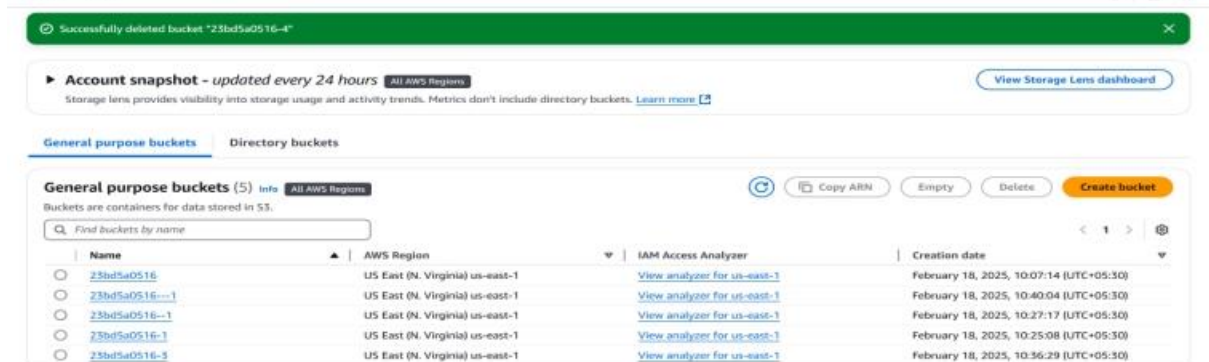 Successfully deleted bucket "23bd5a0516-4"
Account snapshot - updated every 24 hours All AWS Regions
View Storage Lens dashboard
Storage lens provides visibility into storage usage and activity trends. Metrics don't include directory buckets. Learn more
General purpose buckets Directory buckets
General purpose buckets (5) Info All AWS Regions
Copy ARN Empty Delete Create bucket
Buckets are containers for data stored in S3.
Find buckets by name
< 1 >
Name AWS Region IAM Access Analyzer Creation date
23bd5a0516 US East (N. Virginia) us-east-1 View analyzer for us-east-1 February 18, 2025, 10:07:14 (UTC+05:30)
23bd5a0516---1 US East (N. Virginia) us-east-1 View analyzer for us-east-1 February 18, 2025, 10:40:04 (UTC+05:30)
23bd5a0516--1 US East (N. Virginia) us-east-1 View analyzer for us-east-1 February 18, 2025, 10:27:17 (UTC+05:30)
23bd5a0516-1 US East (N. Virginia) us-east-1 View analyzer for us-east-1 February 18, 2025, 10:25:08 (UTC+05:30)
23bd5a0516-3 US East (N. Virginia) us-east-1 View analyzer for us-east-1 February 18, 2025, 10:36:29 (UTC+05:30)